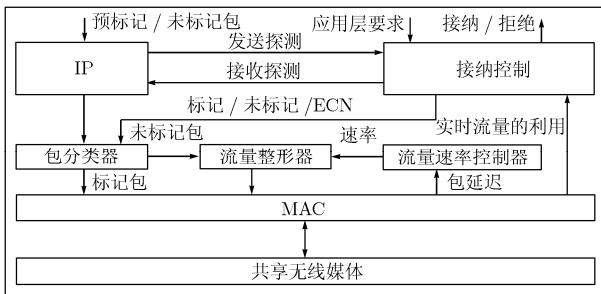 预标记 / 未标记包
应用层要求
接纳 / 拒绝
IP
发送探测
接收探测
接纳控制
标记 / 未标记 /ECN
实时流量的利用
未标记包
速率
包分类器
流量整形器
流量速率控制器
标记包
包延迟
MAC
共享无线媒体